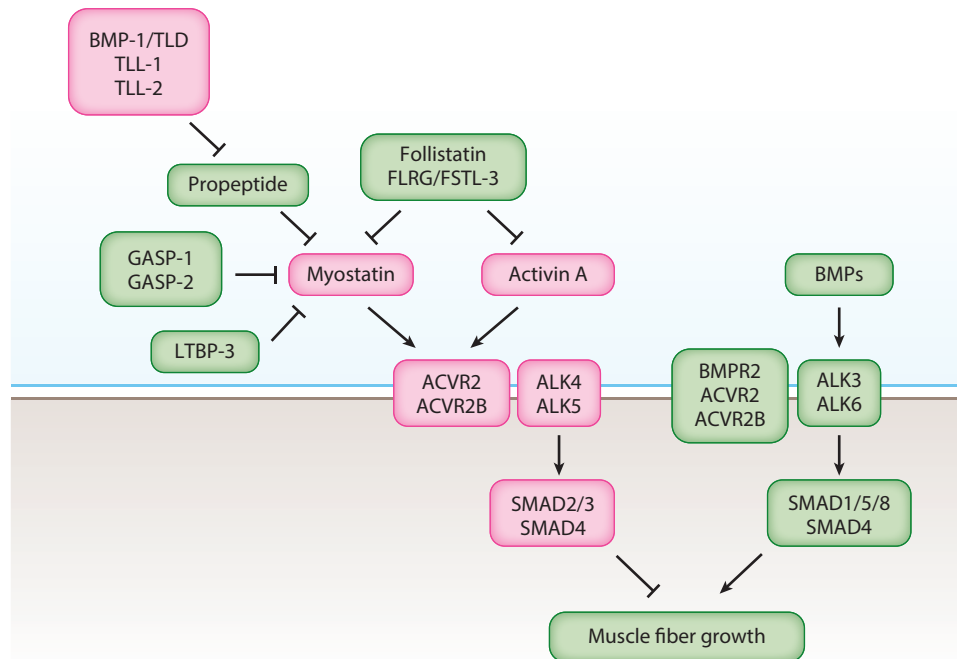 BMP-1/TLD
TLL-1
TLL-2
Follistatin
FLRG/FSTL-3
Propeptide
GASP-1
GASP-2
Myostatin
Activin A
BMPs
LTBP-3
ACVR2
ACVR2B
ALK4
ALK5
BMPR2
ACVR2
ACVR2B
ALK3
ALK6
SMAD2/3
SMAD4
SMAD1/5/8
SMAD4
Muscle fiber growth